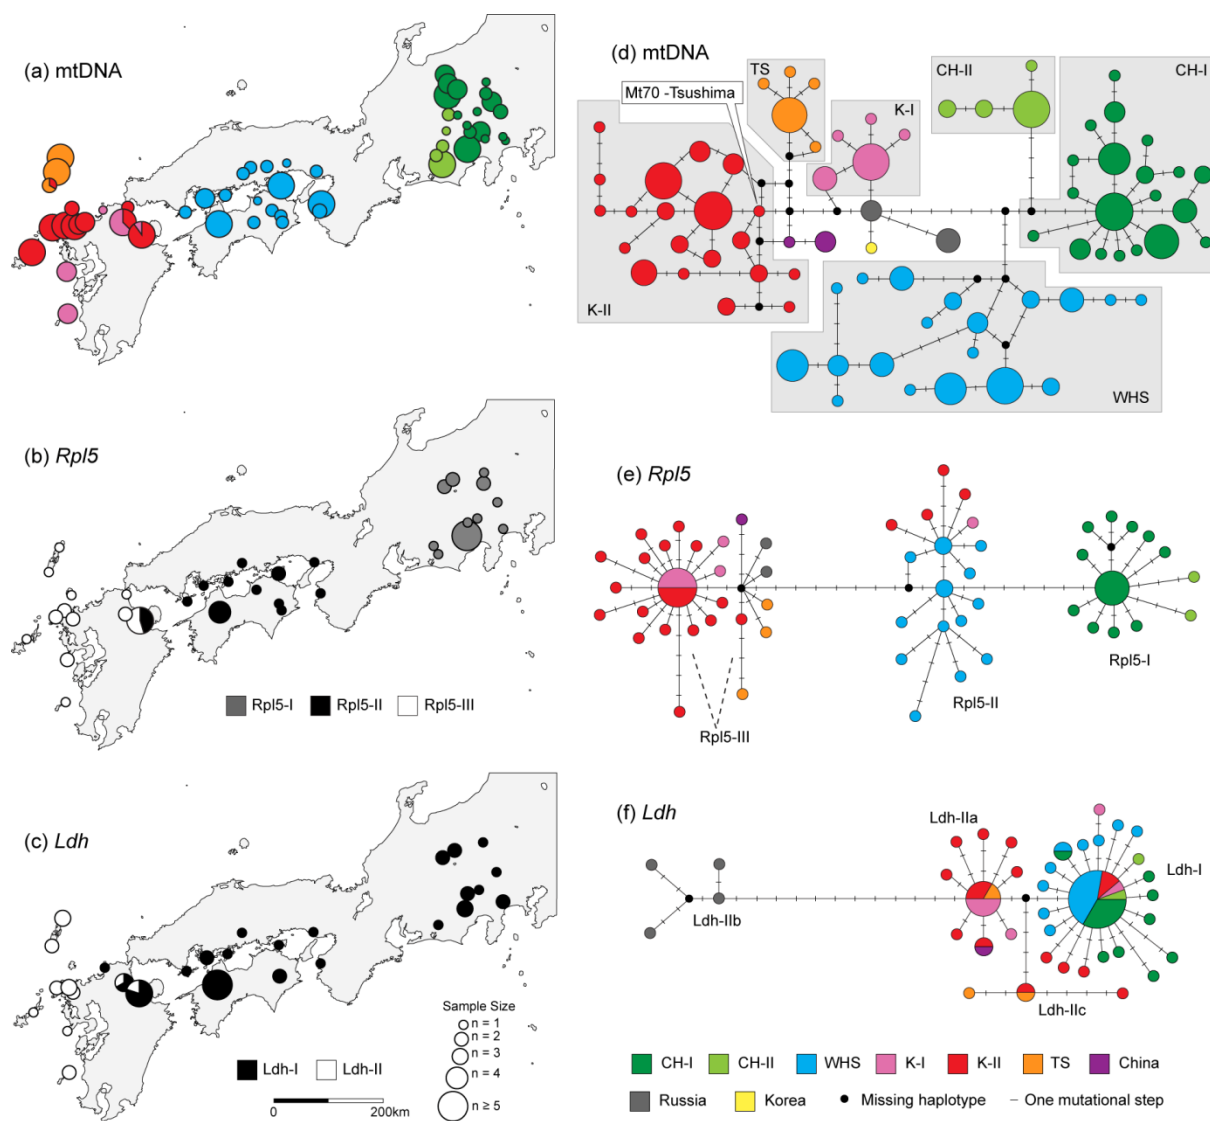 (a) mtDNA
(b) Rpl5
Rpl5-I
Rpl5-II
Rpl5-III
(c) Ldh
Ldh-I
Ldh-II
Sample Size
n = 1
n = 2
n = 3
n = 4
n ≥ 5
200km
(d) mtDNA
Mt70 -Tsushima
TS
K-I
CH-II
CH-I
K-II
WHS
(e) Rpl5
Rpl5-III
Rpl5-II
Rpl5-I
(f) Ldh
Ldh-IIa
Ldh-I
Ldh-IIb
Ldh-IIc
CH-I
CH-II
WHS
K-I
K-II
TS
China
Russia
Korea
Missing haplotype
One mutational step